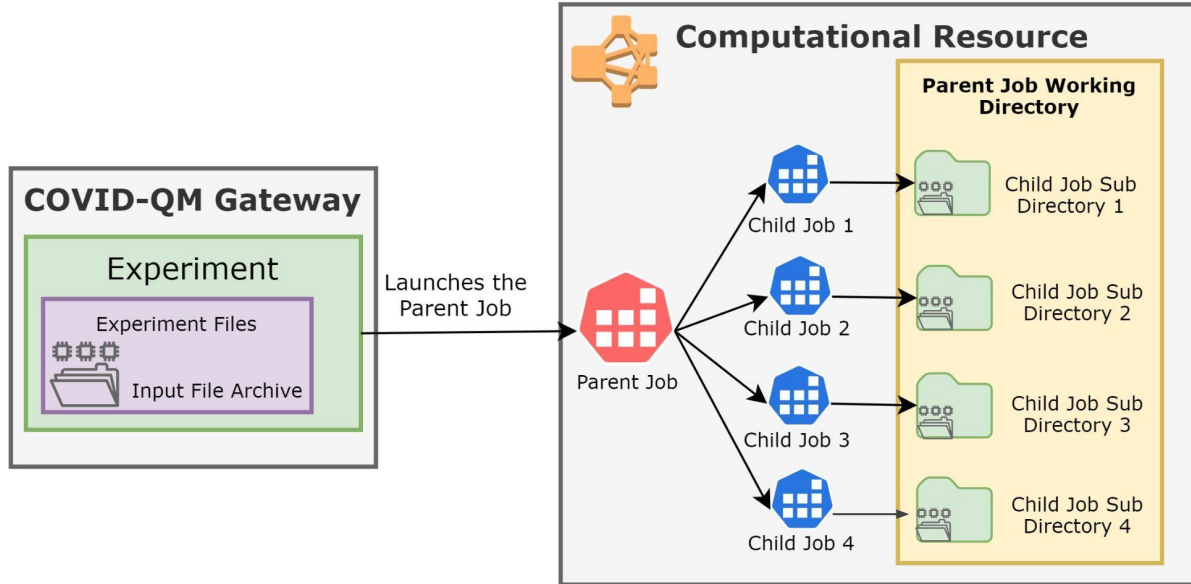 COVID-QM Gateway
Experiment
Experiment Files
Input File Archive
Launches the
Parent Job
Computational Resource
Parent Job
Child Job 1
Child Job 2
Child Job 3
Child Job 4
Parent Job Working
Directory
Child Job Sub
Directory 1
Child Job Sub
Directory 2
Child Job Sub
Directory 3
Child Job Sub
Directory 4